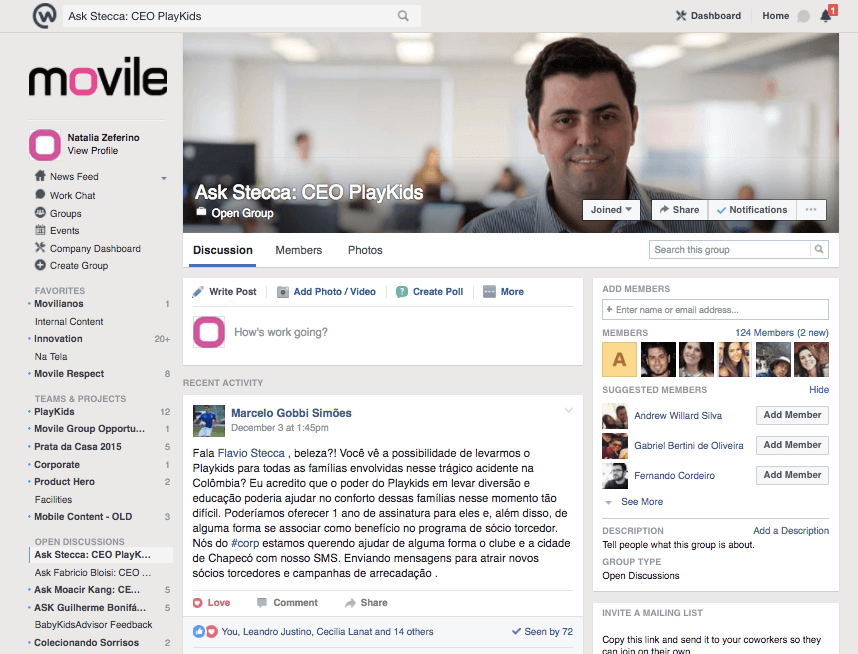 Ask Stecca: CEO PlayKids
Dashboard
Home
1
movile
Natalia Zeferino
View Profile
News Feed
Work Chat
Groups
Events
Company Dashboard
Create Group
FAVORITES
Movilianos 1
Internal Content
Innovation 20+
Na Tela
Movile Respect 8
TEAMS & PROJECTS
PlayKids 12
Movile Group Opportu... 1
Prata da Casa 2015 5
Corporate 1
Product Hero 2
Facilities
Mobile Content - OLD 3
OPEN DISCUSSIONS
Ask Stecca: CEO PlayK...
Ask Fabricio Bloisi: CEO ...
Ask Moacir Kang: CE... 5
ASK Guilherme Bonifá... 5
BabyKidsAdvisor Feedback
Colecionando Sorrisos 2
Ask Stecca: CEO PlayKids
Open Group
Joined
Share
Notifications
···
Discussion
Members
Photos
Search this group
Write Post
Add Photo / Video
Create Poll
More
How's work going?
RECENT ACTIVITY
Marcelo Gobbi Simões
December 3 at 1:45pm
Fala Flavio Stecca , beleza?! Você vê a possibilidade de levarmos o
Playkids para todas as famílias envolvidas nesse trágico acidente na
Colômbia? Eu acredito que o poder do Playkids em levar diversão e
educação poderia ajudar no conforto dessas famílias nesse momento tão
difícil. Poderíamos oferecer 1 ano de assinatura para eles e, além disso, de
alguma forma se associar como benefício no programa de sócio torcedor.
Nós do #corp estamos querendo ajudar de alguma forma o clube e a cidade
de Chapecó com nosso SMS. Enviando mensagens para atrair novos
sócios torcedores e campanhas de arrecadação .
Love
Comment
Share
You, Leandro Justino, Cecilia Lanat and 14 others
Seen by 72
ADD MEMBERS
+ Enter name or email address...
MEMBERS
124 Members (2 new)
A
SUGGESTED MEMBERS
Hide
Andrew Willard Silva
Add Member
Gabriel Bertini de Oliveira
Add Member
Fernando Cordeiro
Add Member
See More
DESCRIPTION
Add a Description
Tell people what this group is about.
GROUP TYPE
Open Discussions
INVITE A MAILING LIST
Copy this link and send it to your coworkers so they
can join on their own.